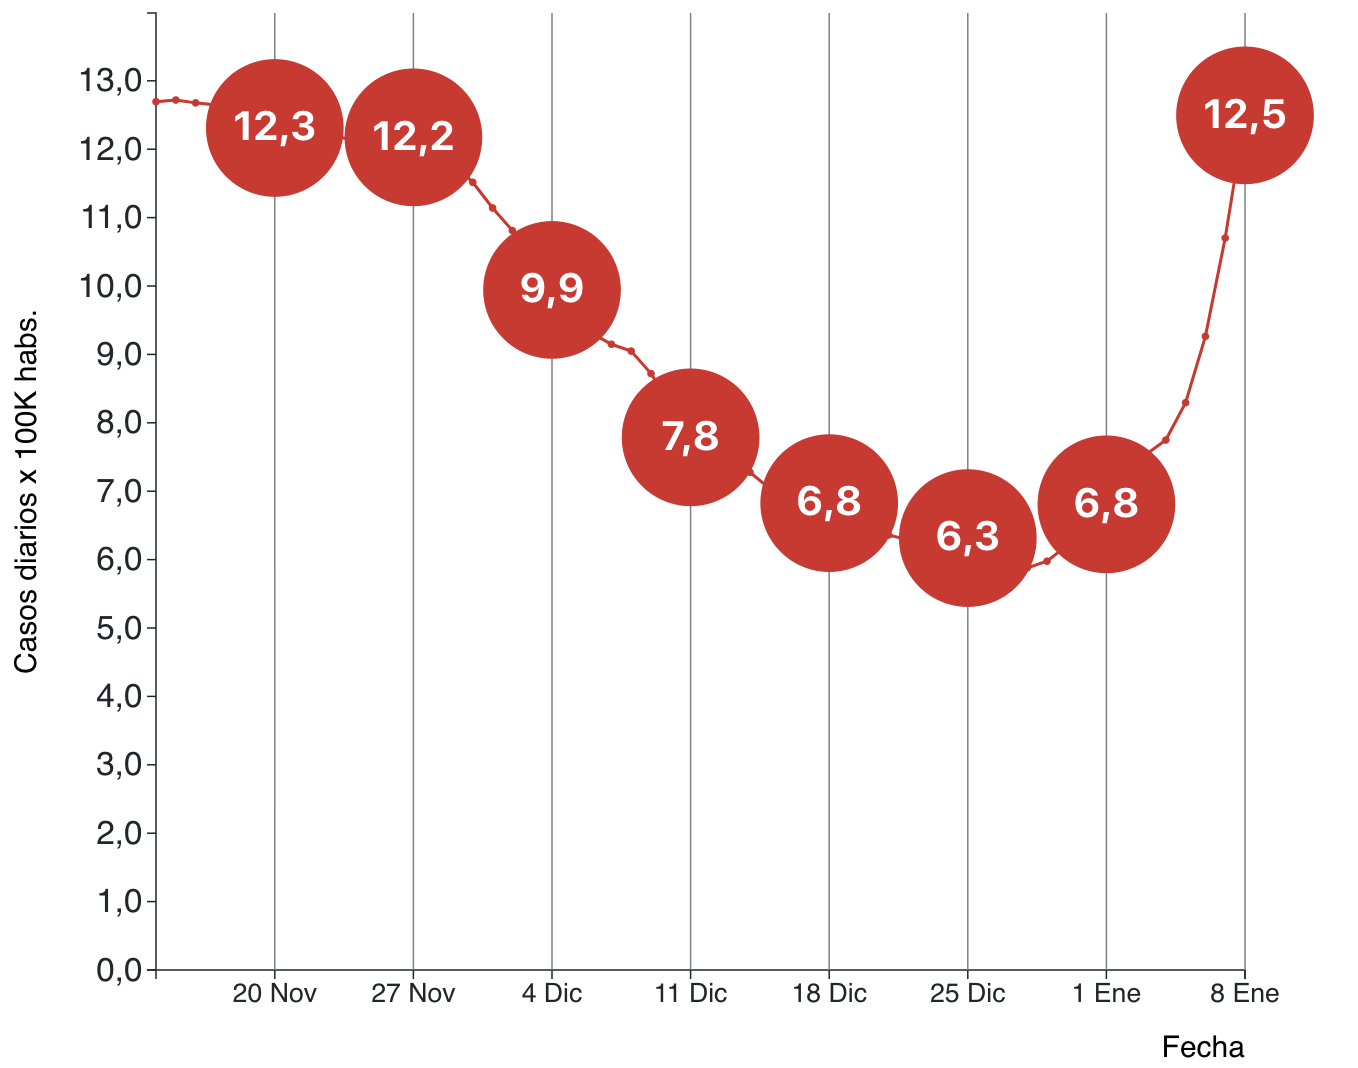 13,0
12,0
11,0
10,0
9,0
8,0
7,0
6,0
5,0
4,0
3,0
2,0
1,0
0,0
Casos diarios x 100K habs.
12,3
12,2
9,9
7,8
6,8
6,3
6,8
12,5
20 Nov
27 Nov
4 Dic
11 Dic
18 Dic
25 Dic
1 Ene
8 Ene
Fecha